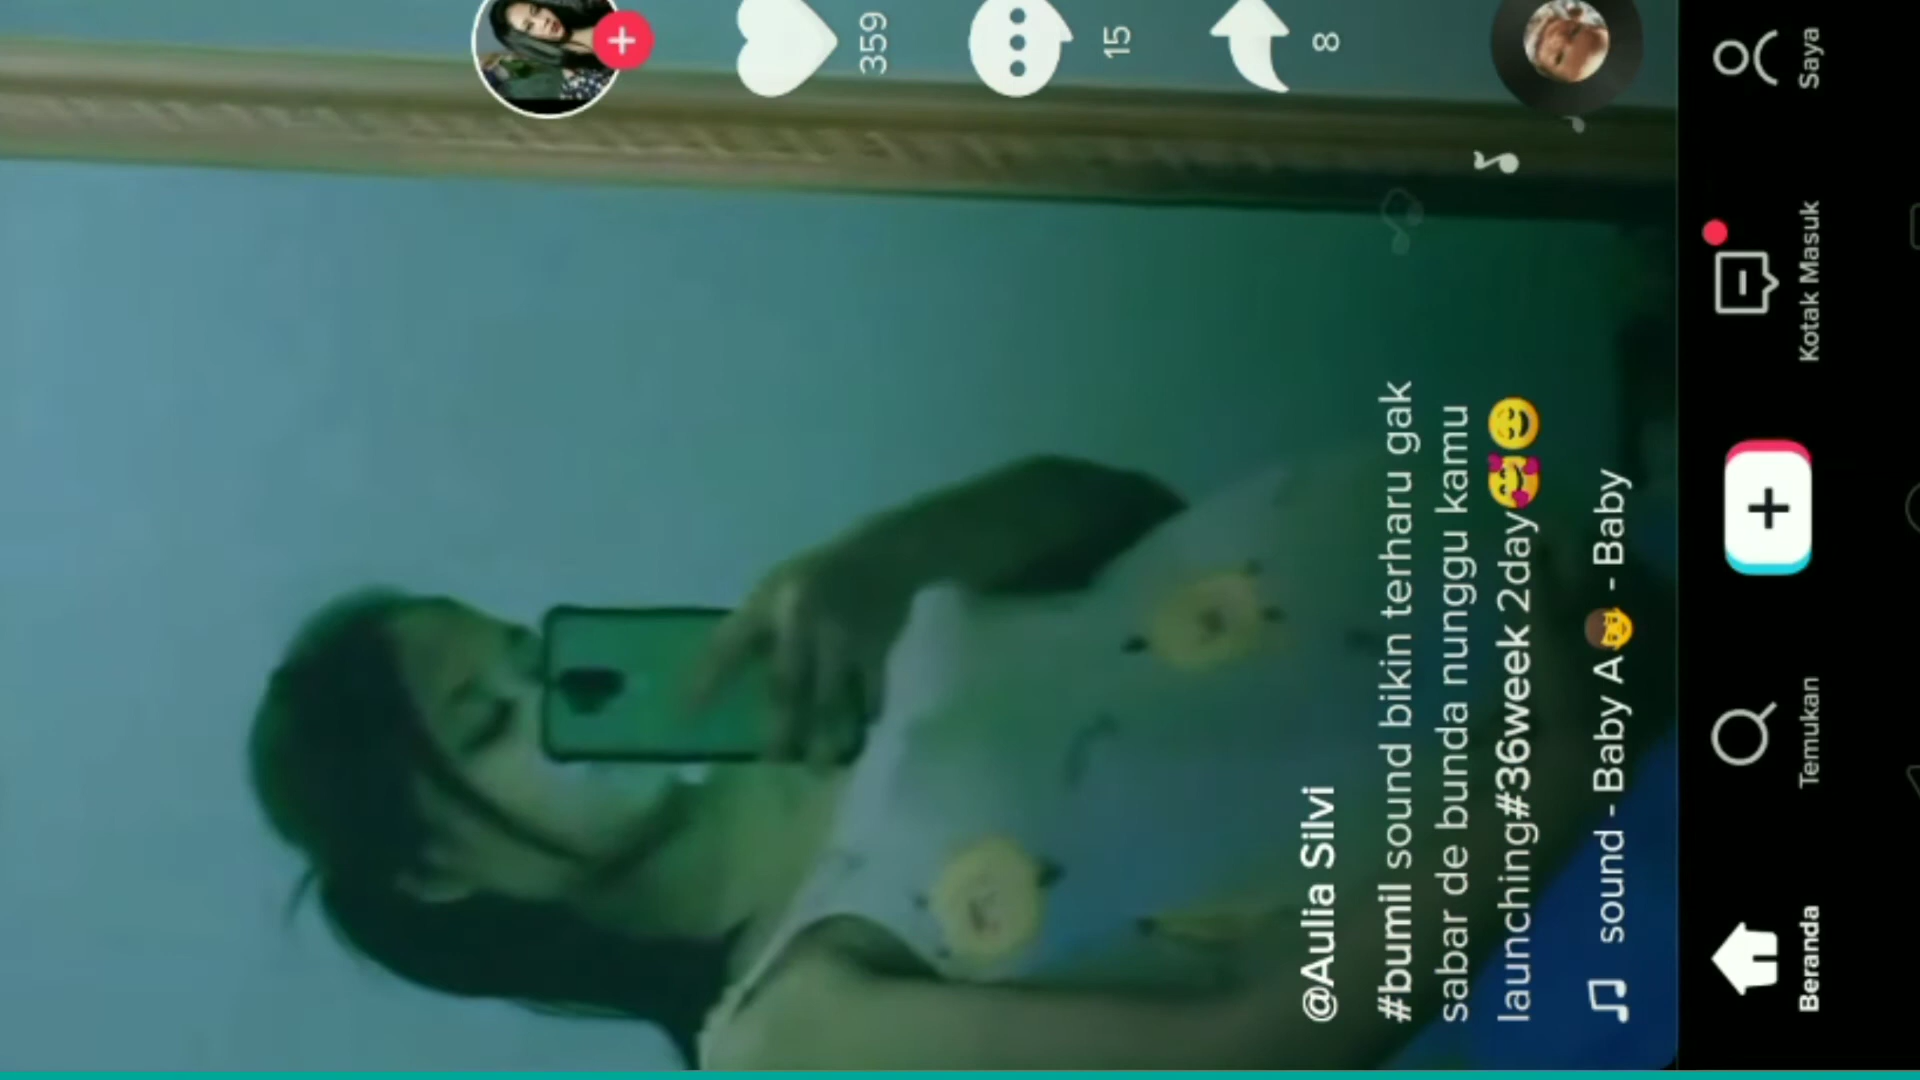 359
15
8
@Aulia Silvi
#bumil sound bikin terharu gak
sabar de bunda nunggu kamu
launching#36week 2day🥰😊
sound - Baby A👦 - Baby
Beranda
Temukan
Kotak Masuk
Saya